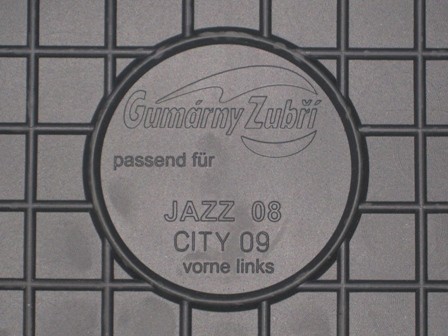 Gumárny Zubří
passend für
JAZZ 08
CITY 09
vorne links